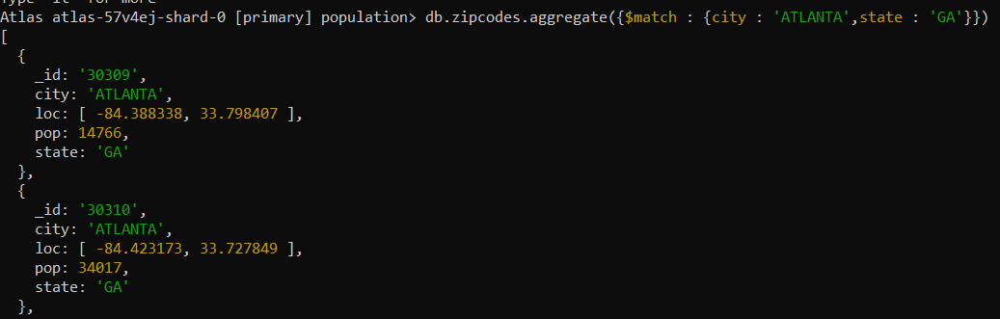 Type "it" for more
Atlas atlas-57v4ej-shard-0 [primary] population> db.zipcodes.aggregate({$match : {city : 'ATLANTA',state : 'GA'}})
[
  {
    _id: '30309',
    city: 'ATLANTA',
    loc: [ -84.388338, 33.798407 ],
    pop: 14766,
    state: 'GA'
  },
  {
    _id: '30310',
    city: 'ATLANTA',
    loc: [ -84.423173, 33.727849 ],
    pop: 34017,
    state: 'GA'
  },